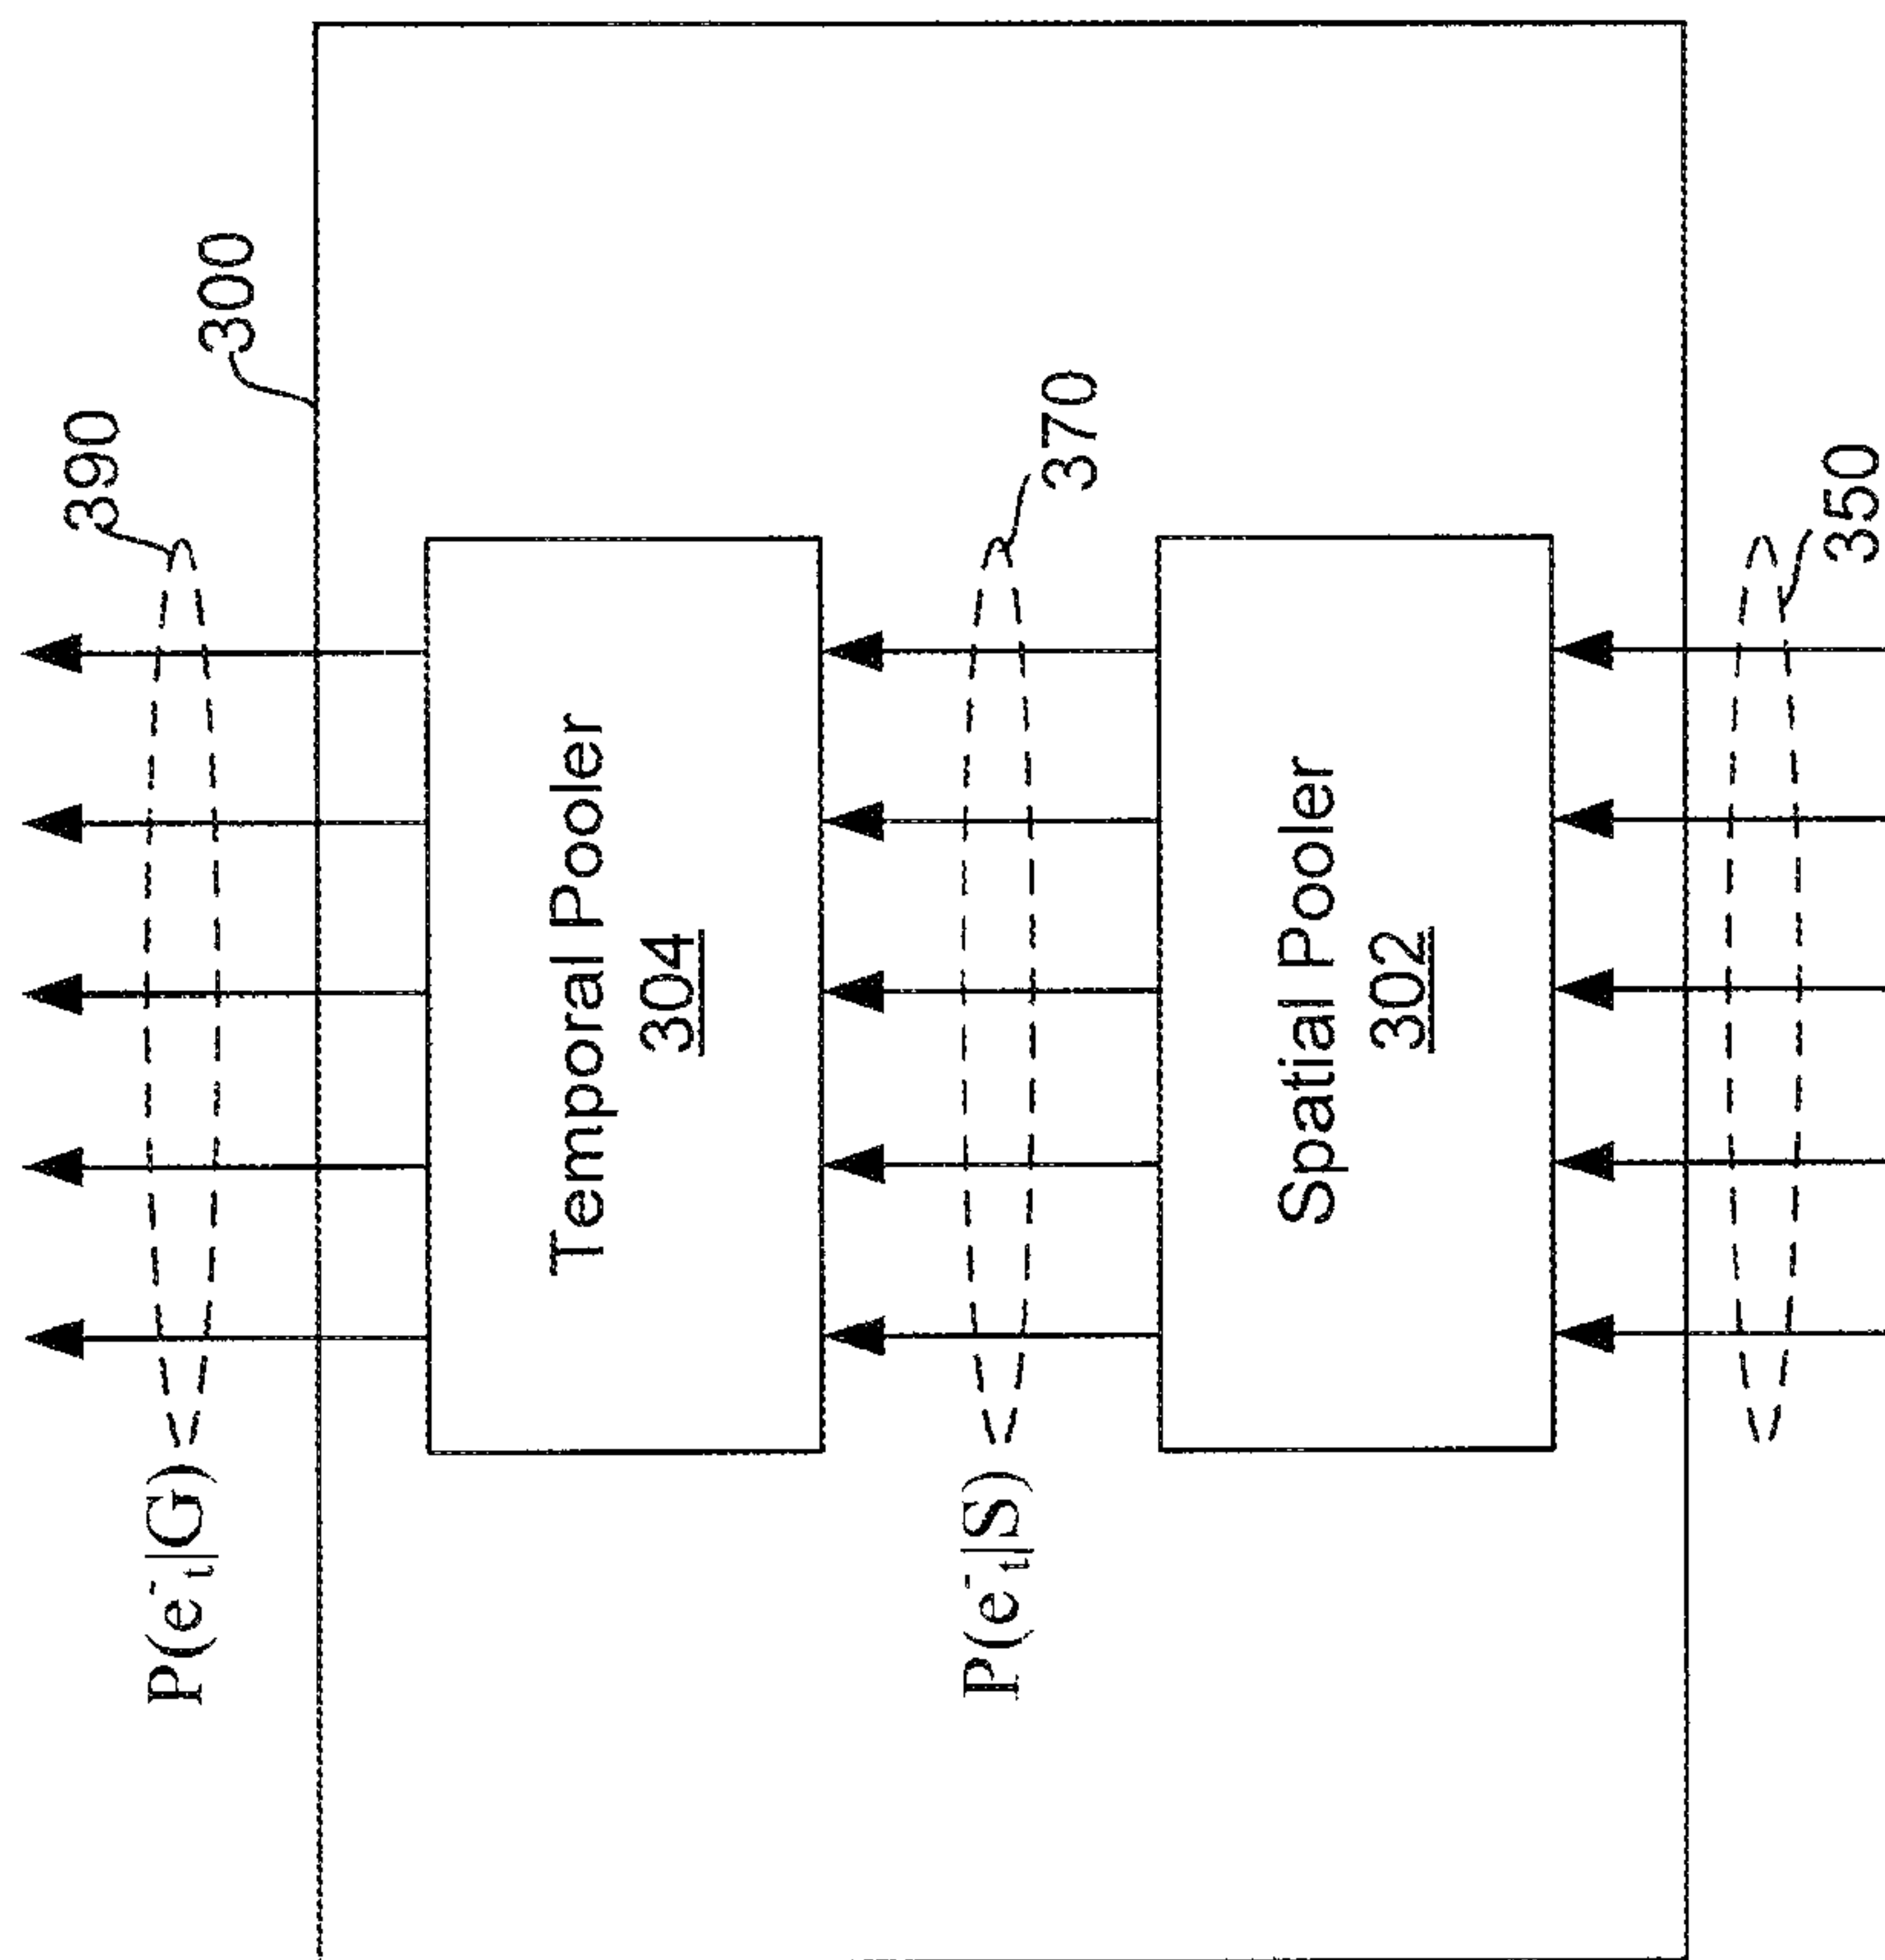 390
P(e⁻ₜ|G)
300
Temporal Pooler
304
P(e⁻ₜ|S)
370
Spatial Pooler
302
350